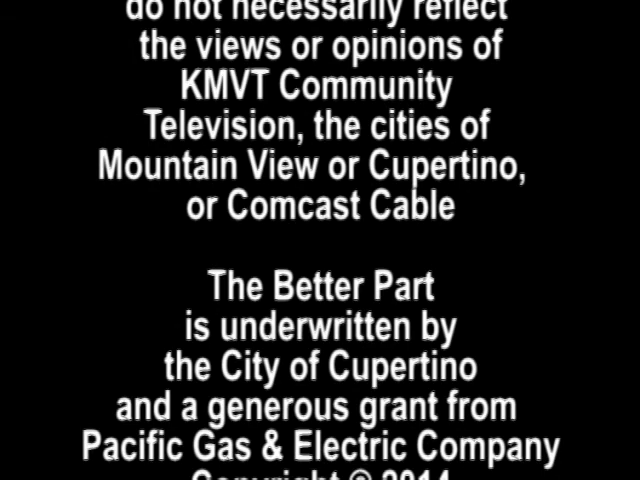 do not necessarily reflect
the views or opinions of
KMVT Community
Television, the cities of
Mountain View or Cupertino,
or Comcast Cable
The Better Part
is underwritten by
the City of Cupertino
and a generous grant from
Pacific Gas & Electric Company
Copyright © 2014